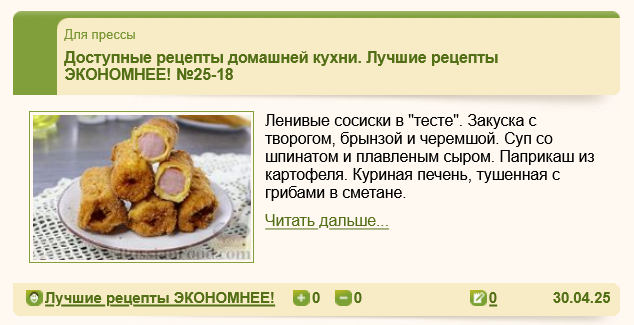 Для прессы
Доступные рецепты домашней кухни. Лучшие рецепты
ЭКОНОМНЕЕ! №25-18
Ленивые сосиски в "тесте". Закуска с
творогом, брынзой и черемшой. Суп со
шпинатом и плавленым сыром. Паприкаш из
картофеля. Куриная печень, тушенная с
грибами в сметане.
Читать дальше...
Лучшие рецепты ЭКОНОМНЕЕ! 0 0 0 30.04.25